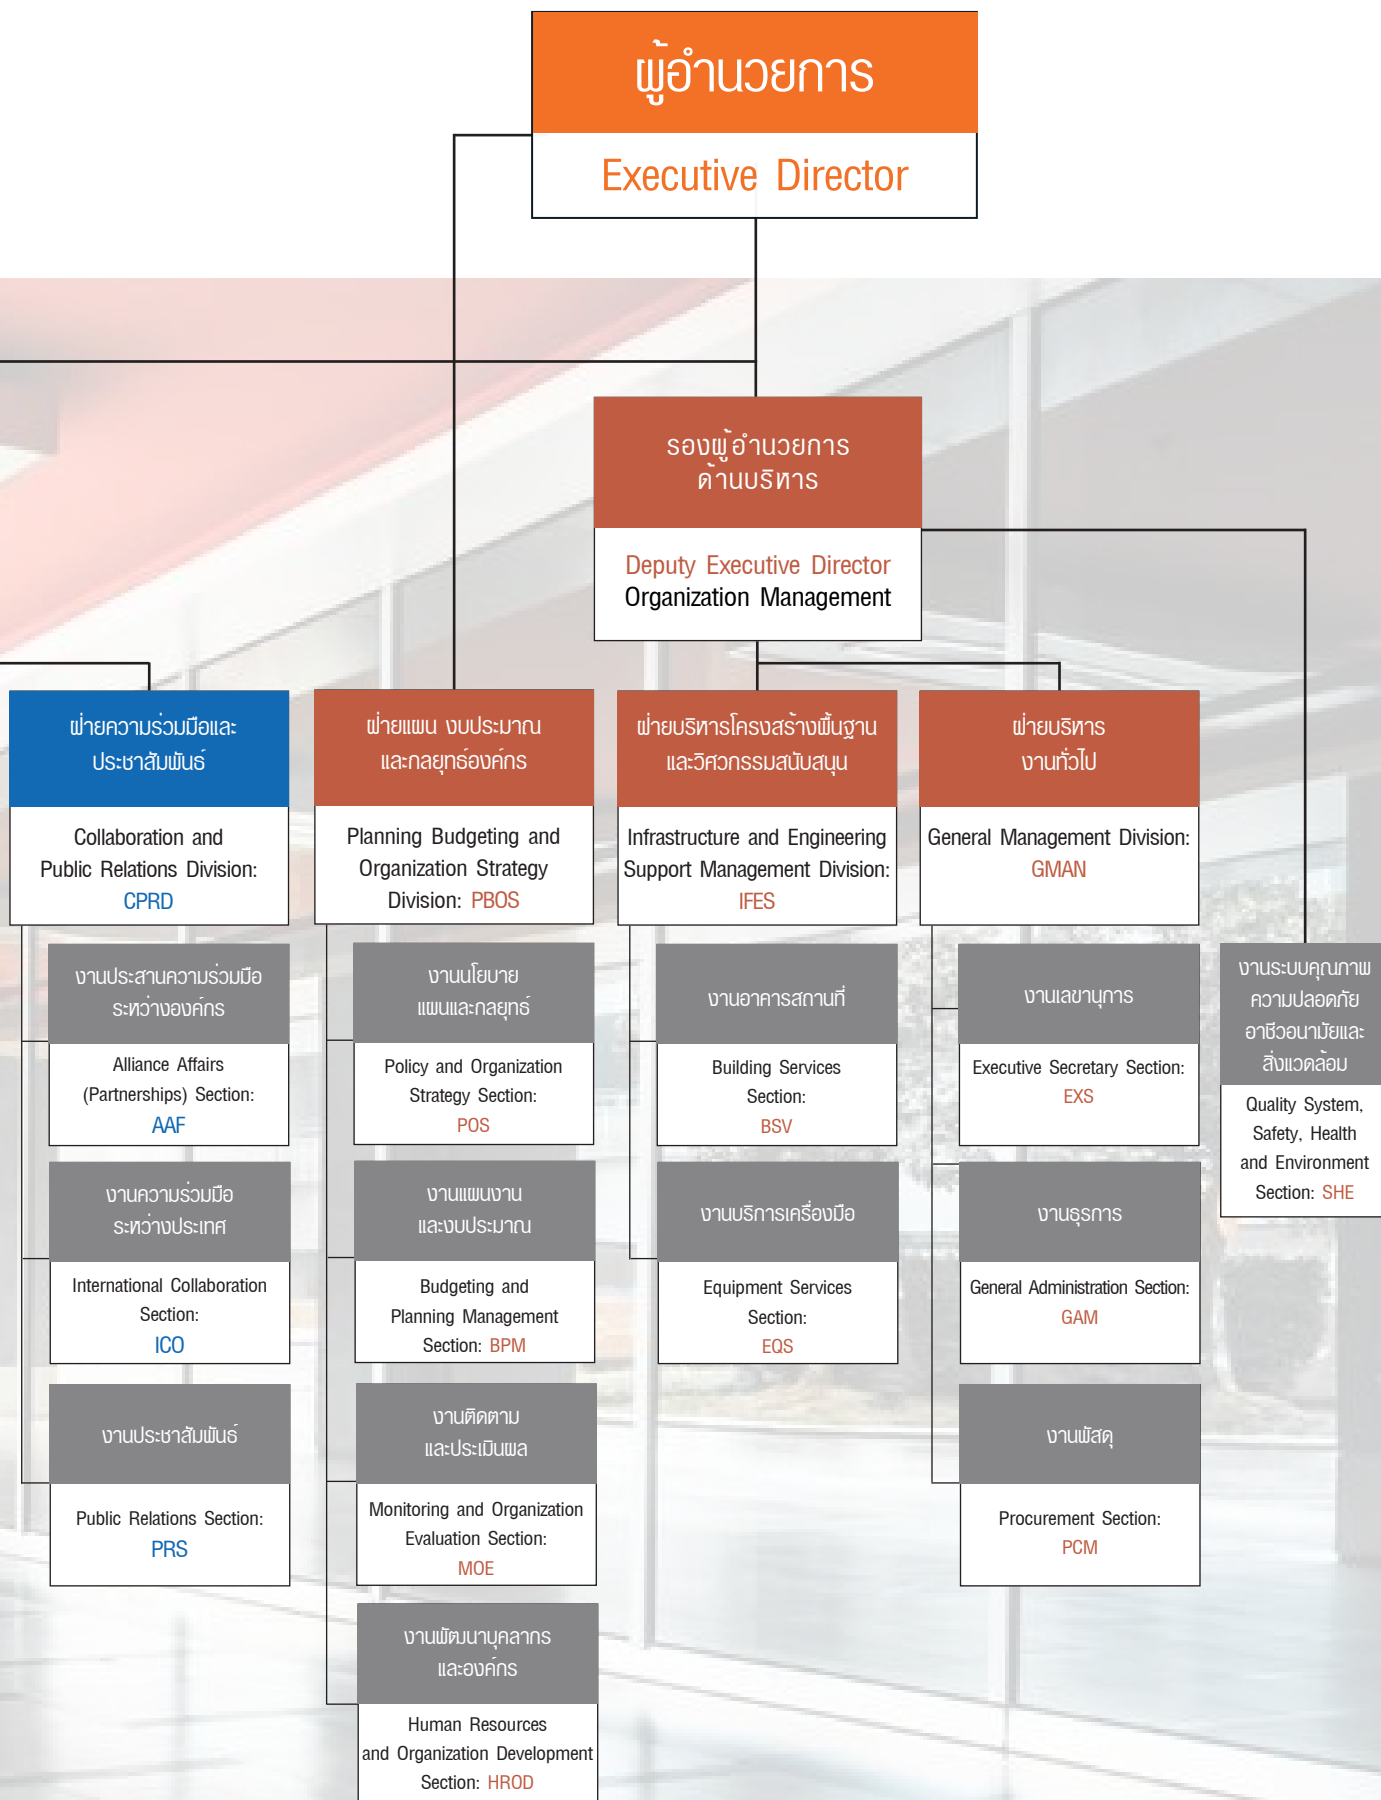 ผู้อำนวยการ
Executive Director
รองผู้อำนวยการ
ด้านบริหาร
Deputy Executive Director
Organization Management
ฝ่ายความร่วมมือและ
ประชาสัมพันธ์
Collaboration and
Public Relations Division:
CPRD
งานประสานความร่วมมือ
ระหว่างองค์กร
Alliance Affairs
(Partnerships) Section:
AAF
งานความร่วมมือ
ระหว่างประเทศ
International Collaboration
Section:
ICO
งานประชาสัมพันธ์
Public Relations Section:
PRS
ฝ่ายแผน งบประมาณ
และกลยุทธ์องค์กร
Planning Budgeting and
Organization Strategy
Division: PBOS
งานนโยบาย
แผนและกลยุทธ์
Policy and Organization
Strategy Section:
POS
งานแผนงาน
และงบประมาณ
Budgeting and
Planning Management
Section: BPM
งานติดตาม
และประเมินผล
Monitoring and Organization
Evaluation Section:
MOE
งานพัฒนาบุคลากร
และองค์กร
Human Resources
and Organization Development
Section: HROD
ฝ่ายบริหารโครงสร้างพื้นฐาน
และวิศวกรรมสนับสนุน
Infrastructure and Engineering
Support Management Division:
IFES
งานอาคารสถานที่
Building Services
Section:
BSV
งานบริการเครื่องมือ
Equipment Services
Section:
EQS
ฝ่ายบริหาร
งานทั่วไป
General Management Division:
GMAN
งานเลขานุการ
Executive Secretary Section:
EXS
งานธุรการ
General Administration Section:
GAM
งานพัสดุ
Procurement Section:
PCM
งานระบบคุณภาพ
ความปลอดภัย
อาชีวอนามัยและ
สิ่งแวดล้อม
Quality System,
Safety, Health
and Environment
Section: SHE